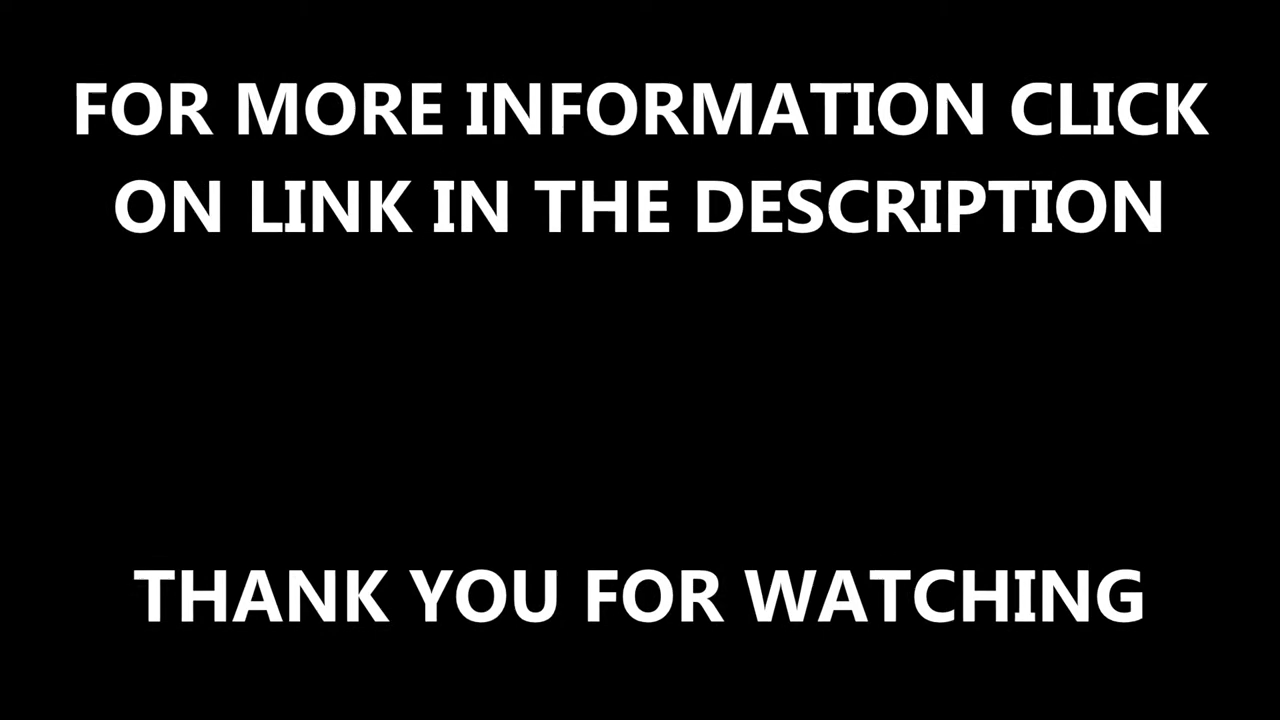 FOR MORE INFORMATION CLICK
ON LINK IN THE DESCRIPTION
THANK YOU FOR WATCHING